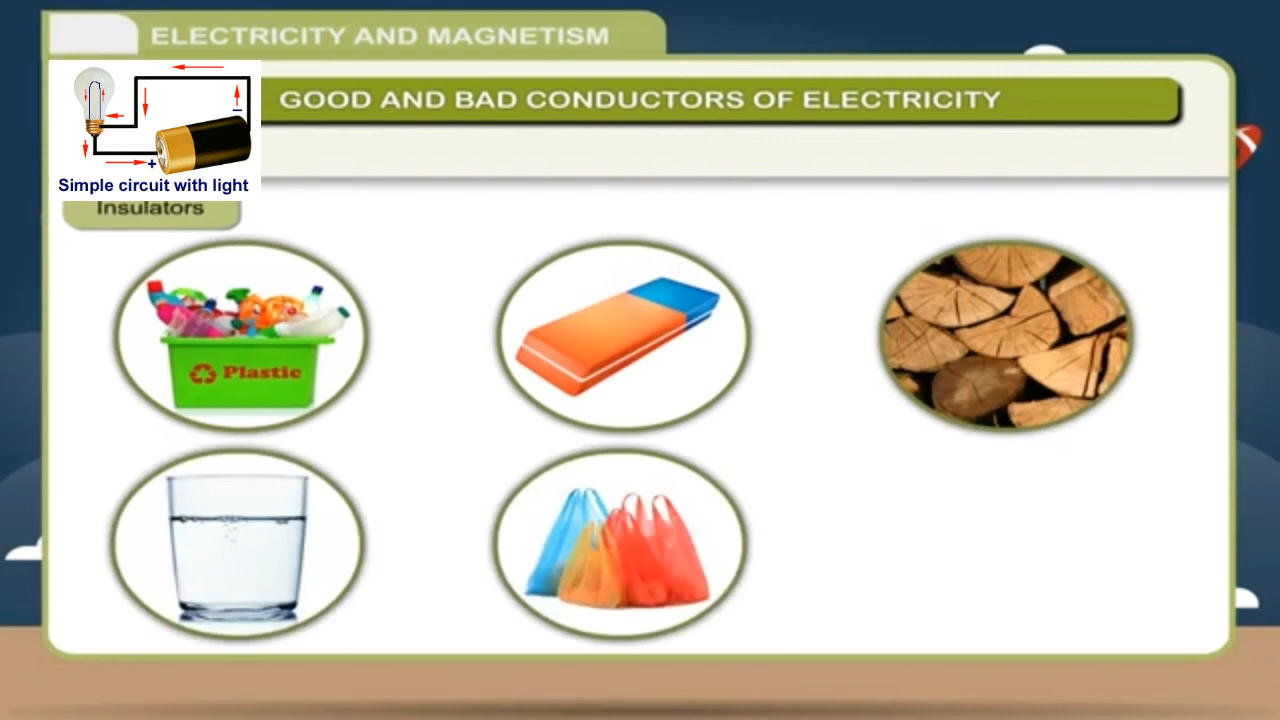 ELECTRICITY AND MAGNETISM
GOOD AND BAD CONDUCTORS OF ELECTRICITY
+
–
Simple circuit with light
Insulators
Plastic